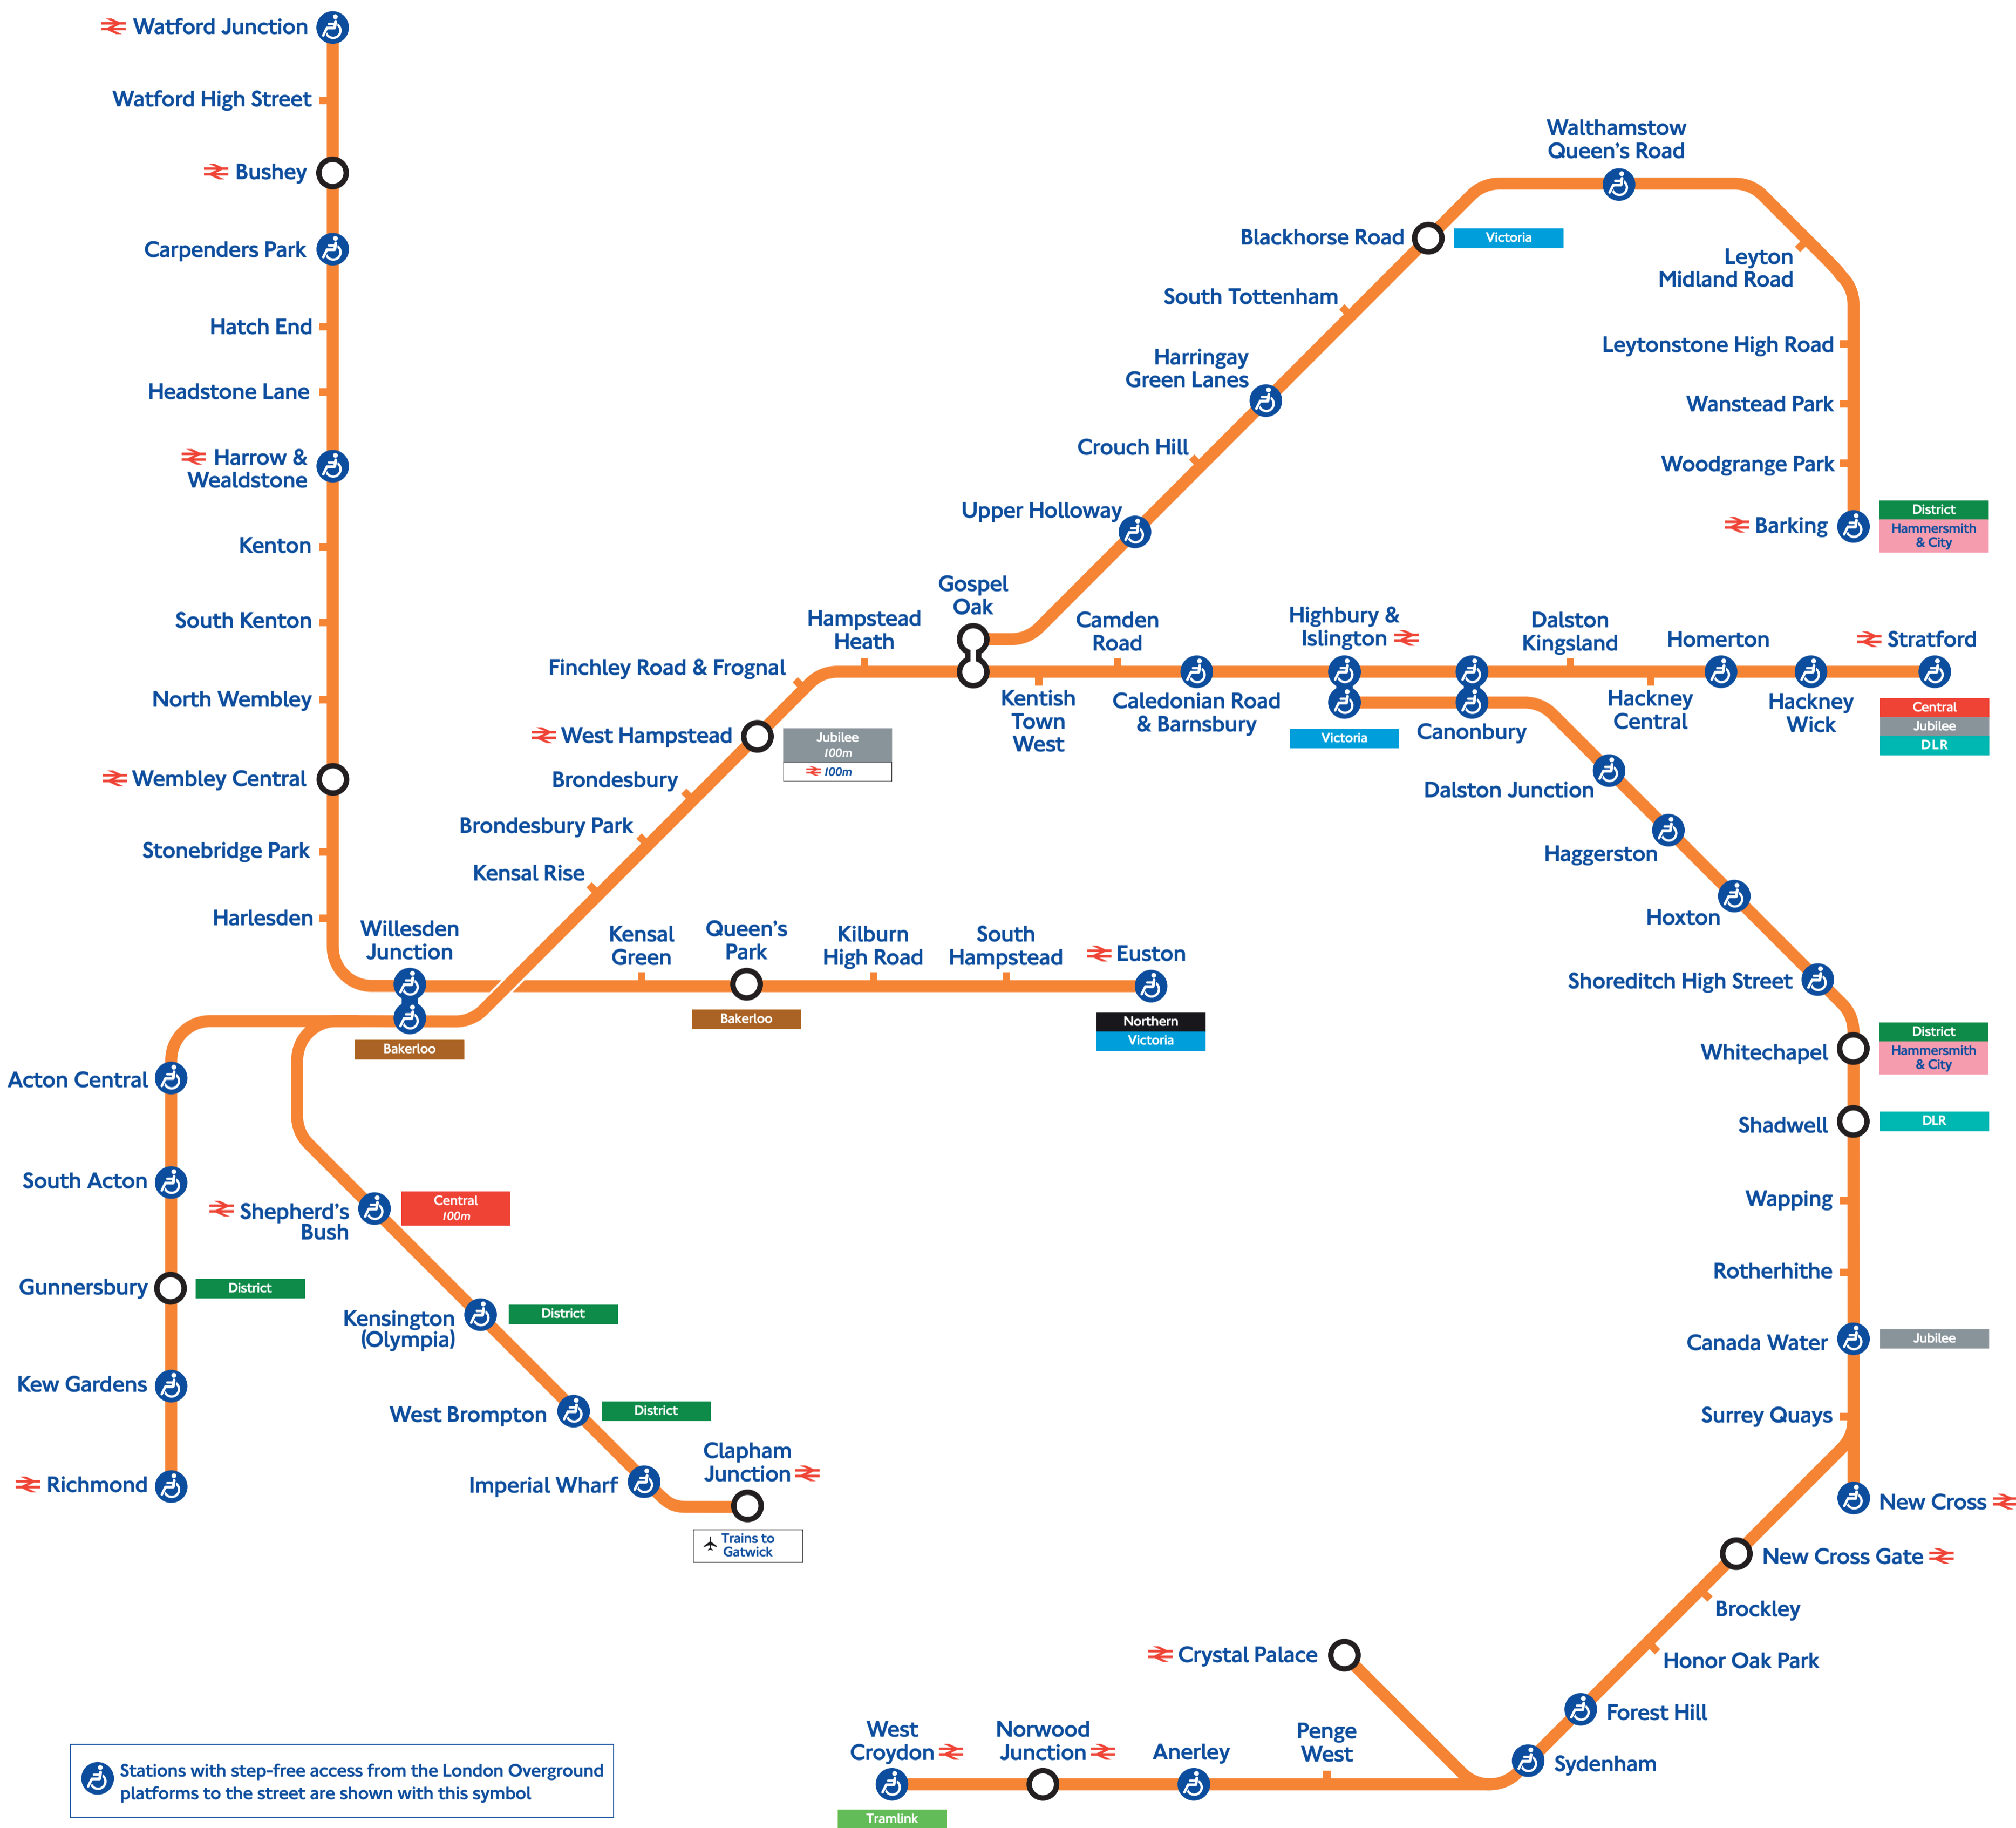 Watford Junction
Watford High Street
Bushey
Carpenders Park
Hatch End
Headstone Lane
Harrow &
Wealdstone
Kenton
South Kenton
North Wembley
Wembley Central
Stonebridge Park
Harlesden
Willesden
Junction
Bakerloo
Kensal
Green
Queen's
Park
Bakerloo
Kilburn
High Road
South
Hampstead
Euston
Northern
Victoria
Acton Central
South Acton
Gunnersbury
District
Kew Gardens
Richmond
Shepherd's
Bush
Central
100m
Kensington
(Olympia)
District
West Brompton
District
Imperial Wharf
Clapham
Junction
Trains to
Gatwick
Kensal Rise
Brondesbury Park
Brondesbury
West Hampstead
Jubilee
100m
100m
Finchley Road & Frognal
Hampstead
Heath
Gospel
Oak
Upper Holloway
Crouch Hill
Harringay
Green Lanes
South Tottenham
Blackhorse Road
Victoria
Walthamstow
Queen's Road
Leyton
Midland Road
Leytonstone High Road
Wanstead Park
Woodgrange Park
Barking
District
Hammersmith
& City
Kentish
Town
West
Camden
Road
Caledonian Road
& Barnsbury
Highbury &
Islington
Victoria
Canonbury
Dalston
Kingsland
Hackney
Central
Homerton
Hackney
Wick
Stratford
Central
Jubilee
DLR
Dalston Junction
Haggerston
Hoxton
Shoreditch High Street
Whitechapel
District
Hammersmith
& City
Shadwell
DLR
Wapping
Rotherhithe
Canada Water
Jubilee
Surrey Quays
New Cross
New Cross Gate
Brockley
Honor Oak Park
Forest Hill
Sydenham
Crystal Palace
Penge
West
Anerley
Norwood
Junction
West
Croydon
Tramlink
Stations with step-free access from the London Overground
platforms to the street are shown with this symbol